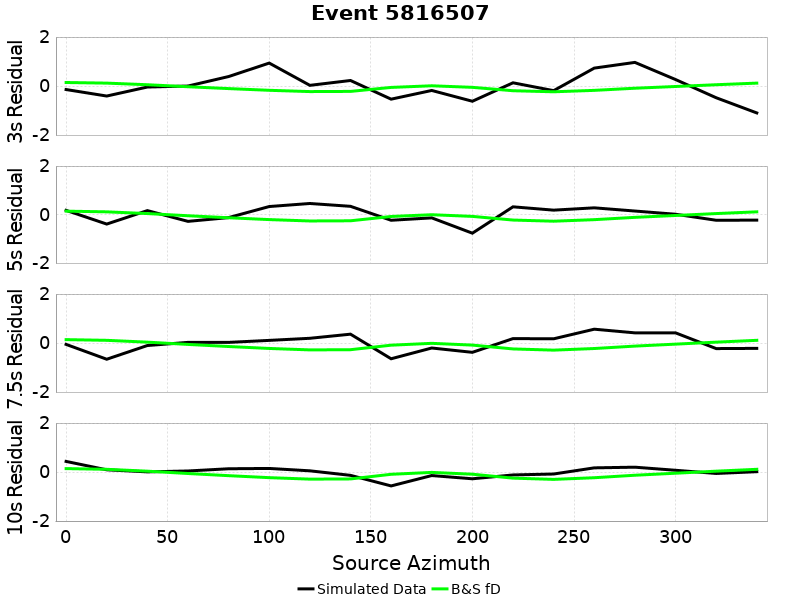 Event 5816507
3s Residual
2
0
-2
5s Residual
2
0
-2
7.5s Residual
2
0
-2
10s Residual
2
0
-2
0 50 100 150 200 250 300
Source Azimuth
Simulated Data B&S fD